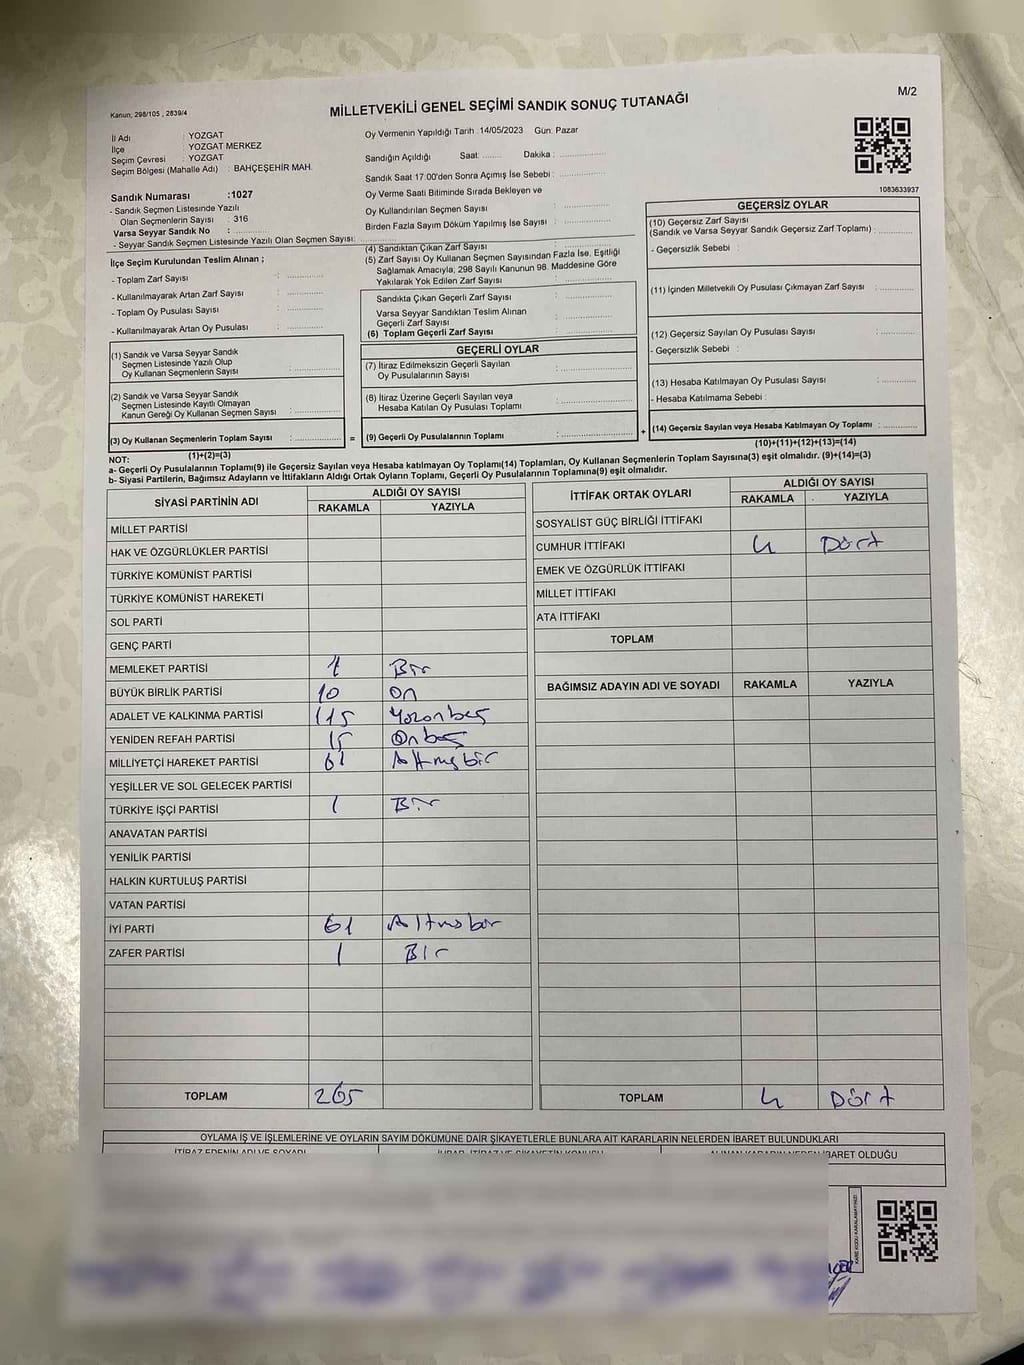 M/2
Kanun, 298/105 , 2839/4
MİLLETVEKİLİ GENEL SEÇİMİ SANDIK SONUÇ TUTANAĞI
İl Adı : YOZGAT
İlçe : YOZGAT MERKEZ
Seçim Çevresi : YOZGAT
Seçim Bölgesi (Mahalle Adı) : BAHÇEŞEHİR MAH.
Sandık Numarası :1027
- Sandık Seçmen Listesinde Yazılı
Olan Seçmenlerin Sayısı : 316
Varsa Seyyar Sandık No :
- Seyyar Sandık Seçmen Listesinde Yazılı Olan Seçmen Sayısı:
İlçe Seçim Kurulundan Teslim Alınan ;
- Toplam Zarf Sayısı :
- Kullanılmayarak Artan Zarf Sayısı :
- Toplam Oy Pusulası Sayısı :
- Kullanılmayarak Artan Oy Pusulası :
(1) Sandık ve Varsa Seyyar Sandık
Seçmen Listesinde Yazılı Olup
Oy Kullanan Seçmenlerin Sayısı :
(2) Sandık ve Varsa Seyyar Sandık
Seçmen Listesinde Kayıtlı Olmayan
Kanun Gereği Oy Kullanan Seçmen Sayısı :
(3) Oy Kullanan Seçmenlerin Toplam Sayısı :
(1)+(2)=(3)
Oy Vermenin Yapıldığı Tarih :14/05/2023 Gün: Pazar
Sandığın Açıldığı Saat: Dakika :
Sandık Saat 17:00'den Sonra Açımış İse Sebebi :
Oy Verme Saati Bitiminde Sırada Bekleyen ve
Oy Kullandırılan Seçmen Sayısı :
Birden Fazla Sayım Döküm Yapılmış İse Sayısı :
(4) Sandıktan Çıkan Zarf Sayısı :
(5) Zarf Sayısı Oy Kullanan Seçmen Sayısından Fazla İse, Eşitliği
Sağlamak Amacıyla, 298 Sayılı Kanunun 98. Maddesine Göre
Yakılarak Yok Edilen Zarf Sayısı :
Sandıkta Çıkan Geçerli Zarf Sayısı :
Varsa Seyyar Sandıktan Teslim Alınan
Geçerli Zarf Sayısı :
(6) Toplam Geçerli Zarf Sayısı :
GEÇERLİ OYLAR
(7) İtiraz Edilmeksizin Geçerli Sayılan
Oy Pusulalarının Sayısı :
(8) İtiraz Üzerine Geçerli Sayılan veya
Hesaba Katılan Oy Pusulası Toplamı :
= (9) Geçerli Oy Pusulalarının Toplamı :
1083633937
GEÇERSİZ OYLAR
(10) Geçersiz Zarf Sayısı
(Sandık ve Varsa Seyyar Sandık Geçersiz Zarf Toplamı) :
- Geçersizlik Sebebi :
(11) İçinden Milletvekili Oy Pusulası Çıkmayan Zarf Sayısı :
(12) Geçersiz Sayılan Oy Pusulası Sayısı :
- Geçersizlik Sebebi :
(13) Hesaba Katılmayan Oy Pusulası Sayısı :
- Hesaba Katılmama Sebebi :
+ (14) Geçersiz Sayılan veya Hesaba Katılmayan Oy Toplamı :
(10)+(11)+(12)+(13)=(14)
NOT:
a- Geçerli Oy Pusulalarının Toplamı(9) ile Geçersiz Sayılan veya Hesaba katılmayan Oy Toplamı(14) Toplamları, Oy Kullanan Seçmenlerin Toplam Sayısına(3) eşit olmalıdır. (9)+(14)=(3)
b- Siyasi Partilerin, Bağımsız Adayların ve İttifakların Aldığı Ortak Oyların Toplamı, Geçerli Oy Pusulalarının Toplamına(9) eşit olmalıdır.
SİYASİ PARTİNİN ADI ALDIĞI OY SAYISI
RAKAMLA YAZIYLA
MİLLET PARTİSİ
HAK VE ÖZGÜRLÜKLER PARTİSİ
TÜRKİYE KOMÜNİST PARTİSİ
TÜRKİYE KOMÜNİST HAREKETİ
SOL PARTİ
GENÇ PARTİ
MEMLEKET PARTİSİ 1 Bir
BÜYÜK BİRLİK PARTİSİ 10 On
ADALET VE KALKINMA PARTİSİ 115 Yüzonbeş
YENİDEN REFAH PARTİSİ 15 Onbeş
MİLLİYETÇİ HAREKET PARTİSİ 61 Altmışbir
YEŞİLLER VE SOL GELECEK PARTİSİ
TÜRKİYE İŞÇİ PARTİSİ 1 Bir
ANAVATAN PARTİSİ
YENİLİK PARTİSİ
HALKIN KURTULUŞ PARTİSİ
VATAN PARTİSİ
İYİ PARTİ 61 Altmışbir
ZAFER PARTİSİ 1 Bir
TOPLAM 265
İTTİFAK ORTAK OYLARI ALDIĞI OY SAYISI
RAKAMLA YAZIYLA
SOSYALİST GÜÇ BİRLİĞİ İTTİFAKI
CUMHUR İTTİFAKI 4 Dört
EMEK VE ÖZGÜRLÜK İTTİFAKI
MİLLET İTTİFAKI
ATA İTTİFAKI
TOPLAM
BAĞIMSIZ ADAYIN ADI VE SOYADI RAKAMLA YAZIYLA
TOPLAM 4 Dört
OYLAMA İŞ VE İŞLEMLERİNE VE OYLARIN SAYIM DÖKÜMÜNE DAİR ŞİKAYETLERLE BUNLARA AİT KARARLARIN NELERDEN İBARET BULUNDUKLARI
İTİRAZ EDENİN ADI VE SOYADI İBARET OLDUĞU
KARE KODU KARALAMAYINIZ!